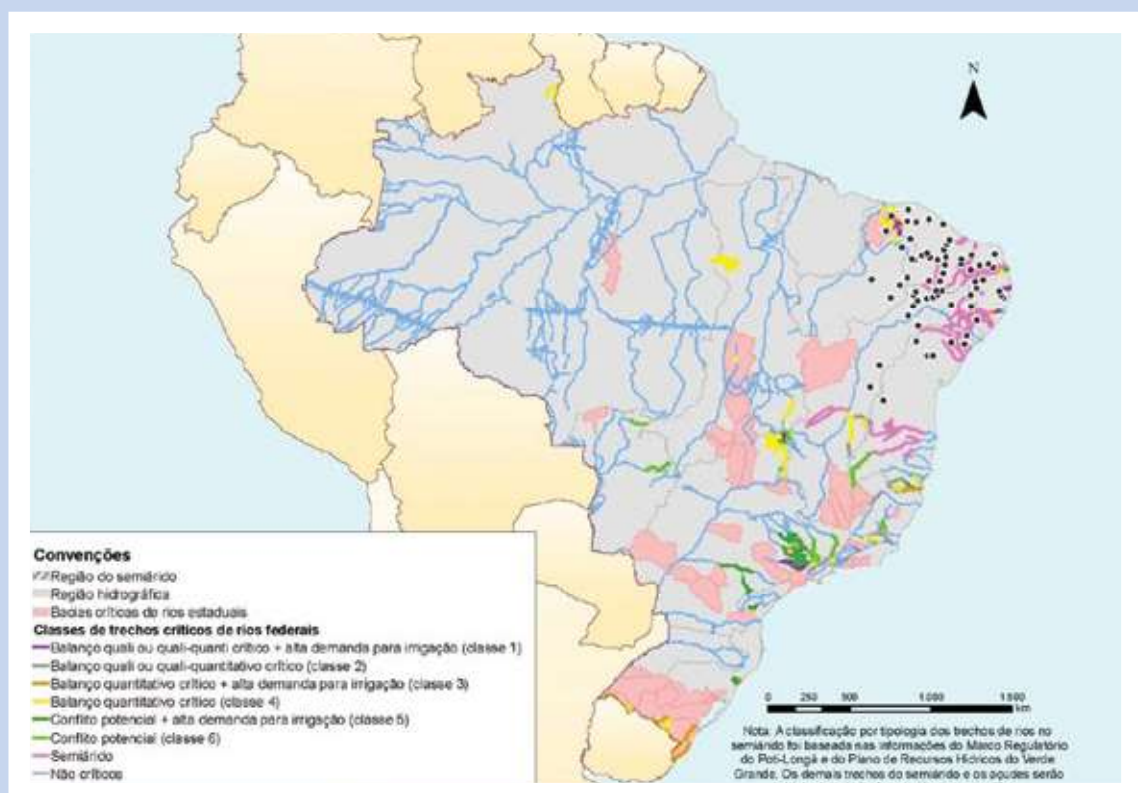 N
Convenções
Região do semiárido
Região hidrográfica
Bacias críticas de rios estaduais
Classes de trechos críticos de rios federais
Balanço quali ou quali-quanti crítico + alta demanda para irrigação (classe 1)
Balanço quali ou quali-quantitativo crítico (classe 2)
Balanço quantitativo crítico + alta demanda para irrigação (classe 3)
Balanço quantitativo crítico (classe 4)
Conflito potencial + alta demanda para irrigação (classe 5)
Conflito potencial (classe 6)
Semiárido
Não críticos
0 250 500 1.000 1.500
km
Nota: A classificação por tipologia dos trechos de rios no
semiárido foi baseada nas informações do Marco Regulatório
do Poti-Longá e do Plano de Recursos Hídricos do Verde
Grande. Os demais trechos do semiárido e os açudes serão